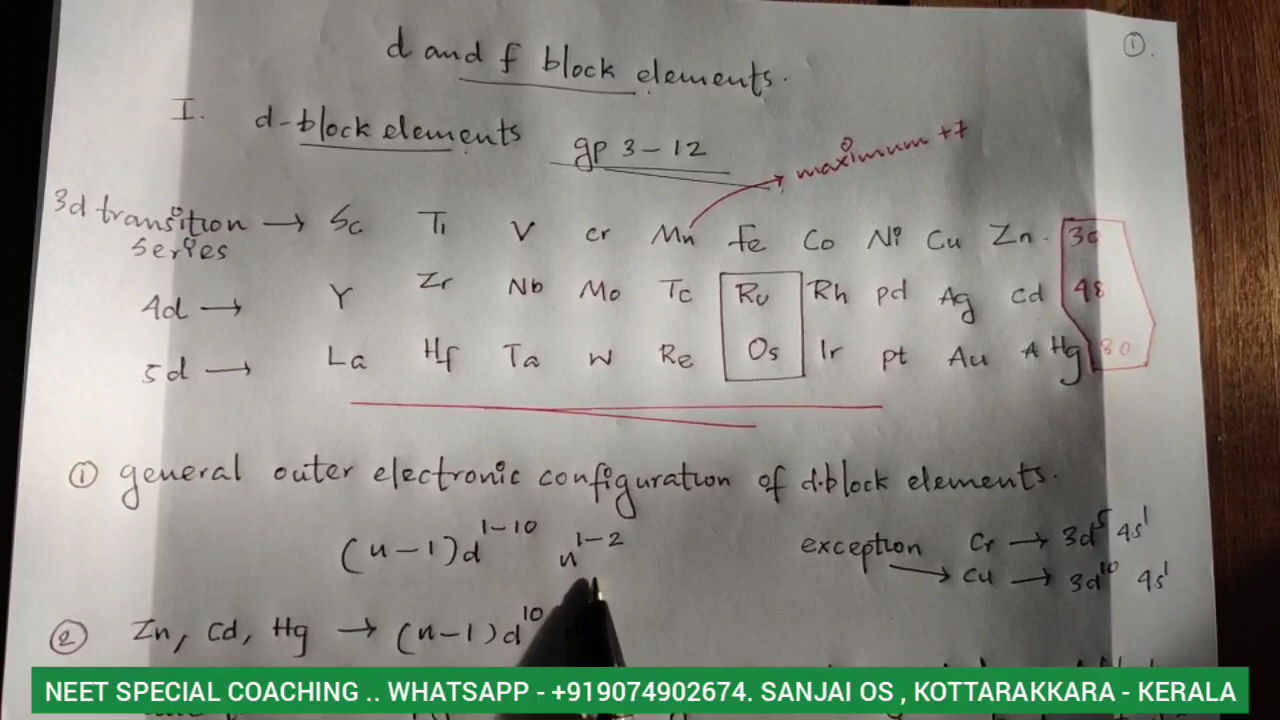 ①.
d and f block elements.
I. d-block elements gp 3-12
maximum +7
3d transition series → Sc Ti V Cr Mn Fe Co Ni Cu Zn. 30
4d → Y Zr Nb Mo Tc Ru Rh pd Ag Cd 48
5d → La Hf Ta W Re Os Ir pt Au Hg 80
① general outer electronic configuration of d.block elements.
(n-1)d¹⁻¹⁰ n¹⁻²
exception Cr → 3d⁵ 4s¹
→ Cu → 3d¹⁰ 4s¹
② Zn, Cd, Hg → (n-1)d¹⁰
NEET SPECIAL COACHING .. WHATSAPP - +919074902674. SANJAI OS , KOTTARAKKARA - KERALA